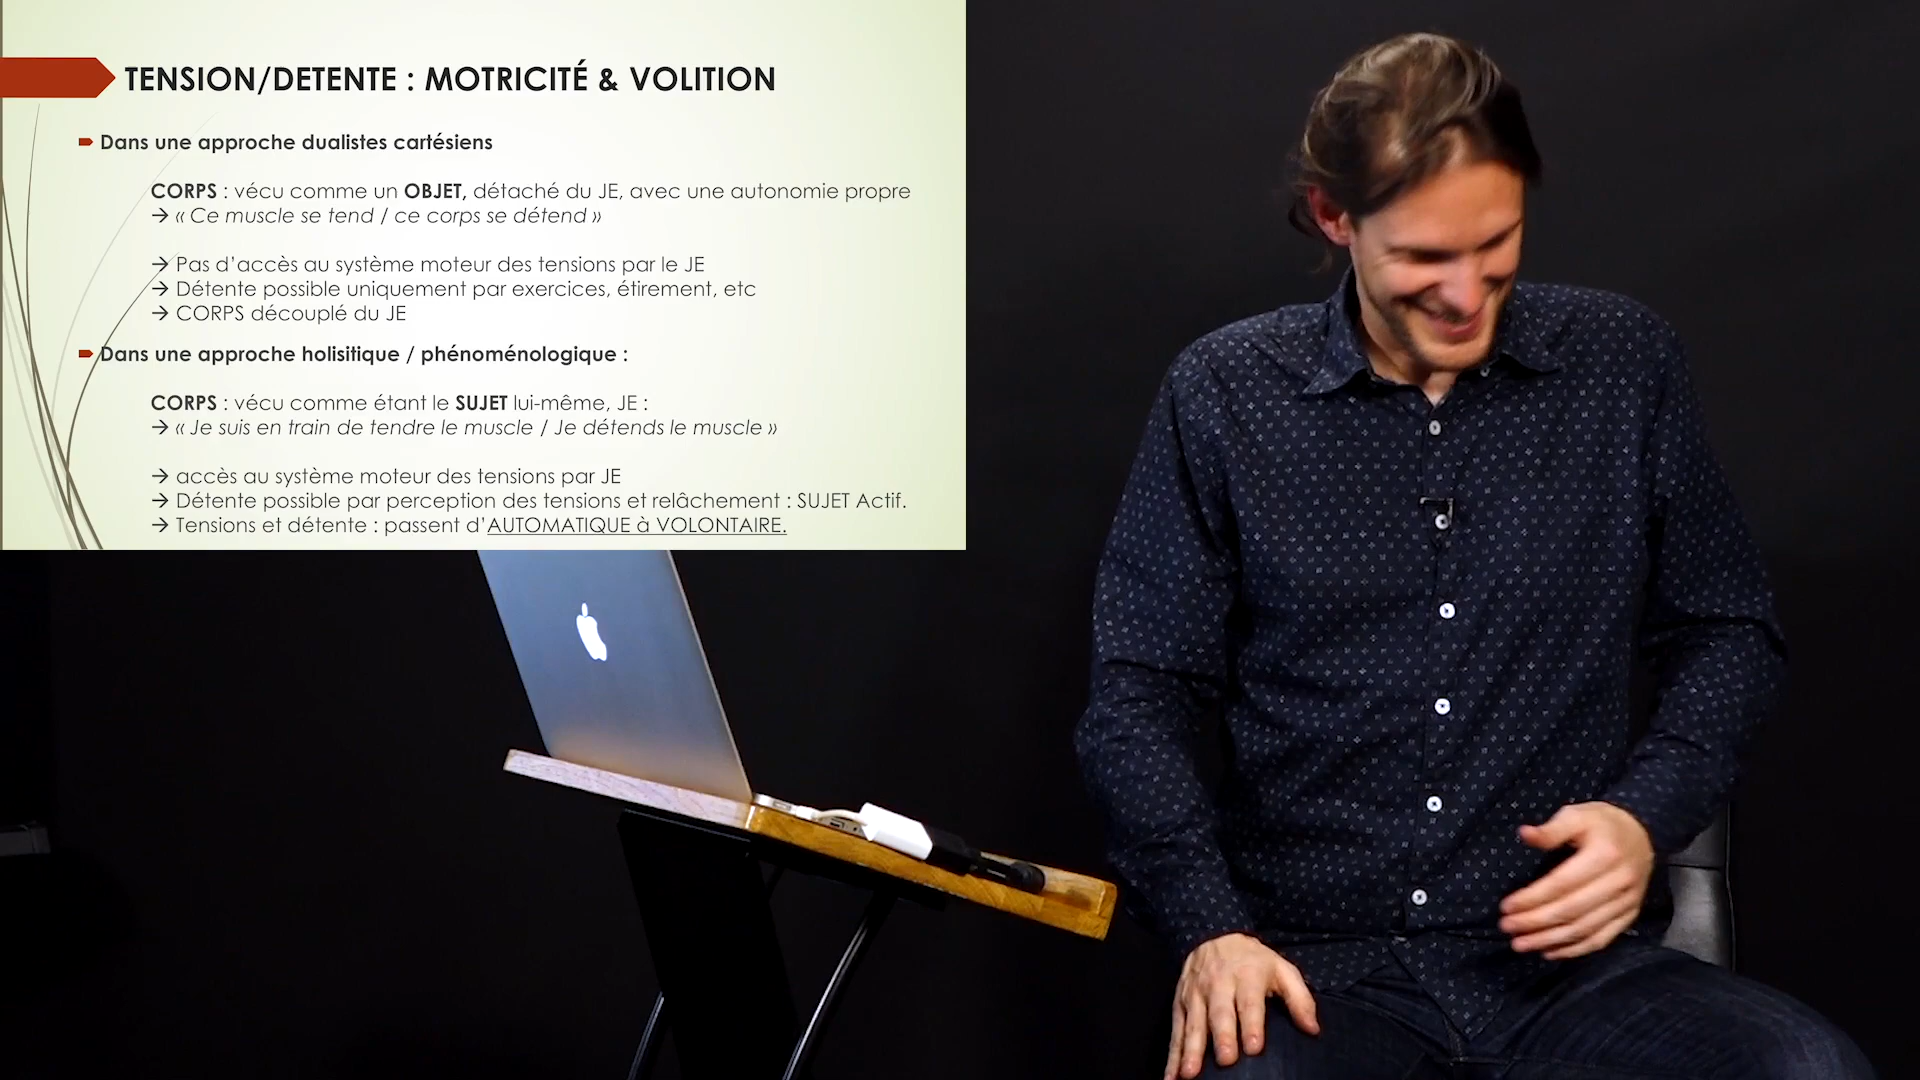 TENSION/DETENTE : MOTRICITÉ & VOLITION
Dans une approche dualistes cartésiens
CORPS : vécu comme un OBJET, détaché du JE, avec une autonomie propre
→ « Ce muscle se tend / ce corps se détend »
→ Pas d'accès au système moteur des tensions par le JE
→ Détente possible uniquement par exercices, étirement, etc
→ CORPS découplé du JE
Dans une approche holisitique / phénoménologique :
CORPS : vécu comme étant le SUJET lui-même, JE :
→ « Je suis en train de tendre le muscle / Je détends le muscle »
→ accès au système moteur des tensions par JE
→ Détente possible par perception des tensions et relâchement : SUJET Actif.
→ Tensions et détente : passent d'AUTOMATIQUE à VOLONTAIRE.